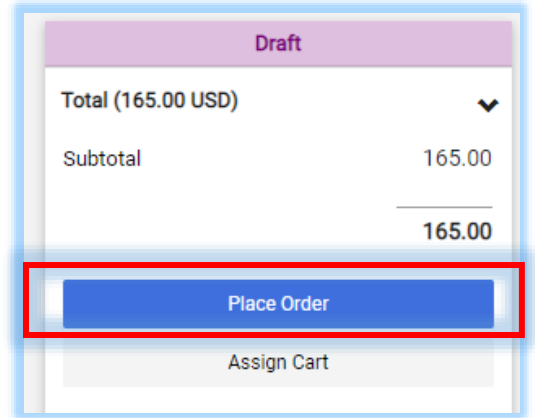 Draft
Total (165.00 USD)
Subtotal 165.00
165.00
Place Order
Assign Cart